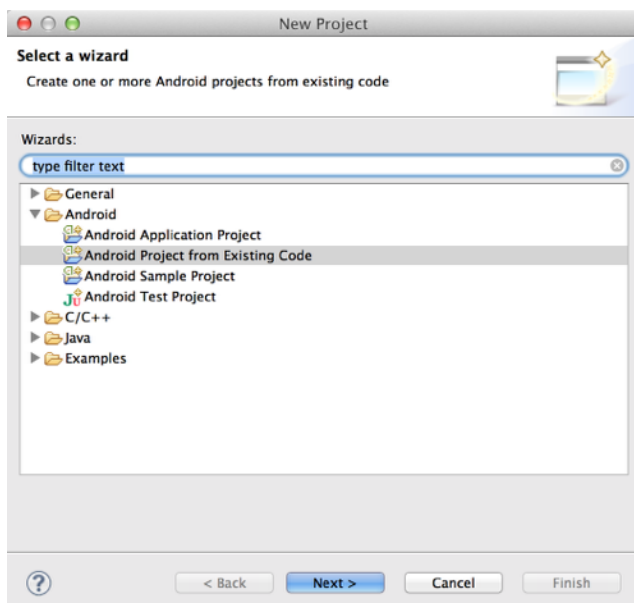 New Project
Select a wizard
Create one or more Android projects from existing code
Wizards:
type filter text
General
Android
Android Application Project
Android Project from Existing Code
Android Sample Project
Android Test Project
C/C++
Java
Examples
? < Back Next > Cancel Finish